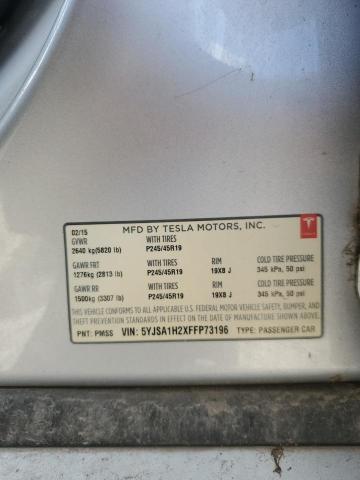 02/15 MFD BY TESLA MOTORS, INC.
GVWR WITH TIRES
2640 kg(5820 lb) P245/45R19
GAWR FRT WITH TIRES RIM COLD TIRE PRESSURE
1276kg (2813 lb) P245/45R19 19X8 J 345 kPa, 50 psi
GAWR RR WITH TIRES RIM COLD TIRE PRESSURE
1500kg (3307 lb) P245/45R19 19X8 J 345 kPa, 50 psi
THIS VEHICLE CONFORMS TO ALL APPLICABLE U.S. FEDERAL MOTOR VEHICLE SAFETY, BUMPER, AND
THEFT PREVENTION STANDARDS IN EFFECT ON THE DATE OF MANUFACTURE SHOWN ABOVE.
PNT: PMSS VIN: 5YJSA1H2XFFP73196 TYPE: PASSENGER CAR